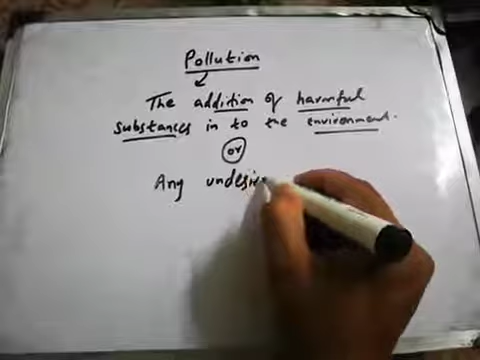 Pollution
The addition of harmful
substances in to the environment.
or
Any undesi